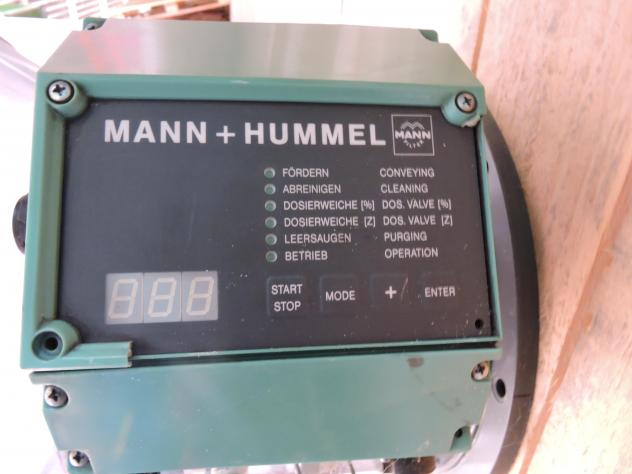 MANN + HUMMEL
MANN
FILTER
FÖRDERN CONVEYING
ABREINIGEN CLEANING
DOSIERWEICHE [%] DOS. VALVE [%]
DOSIERWEICHE [Z] DOS. VALVE [Z]
LEERSAUGEN PURGING
BETRIEB OPERATION
START STOP
MODE
+
ENTER